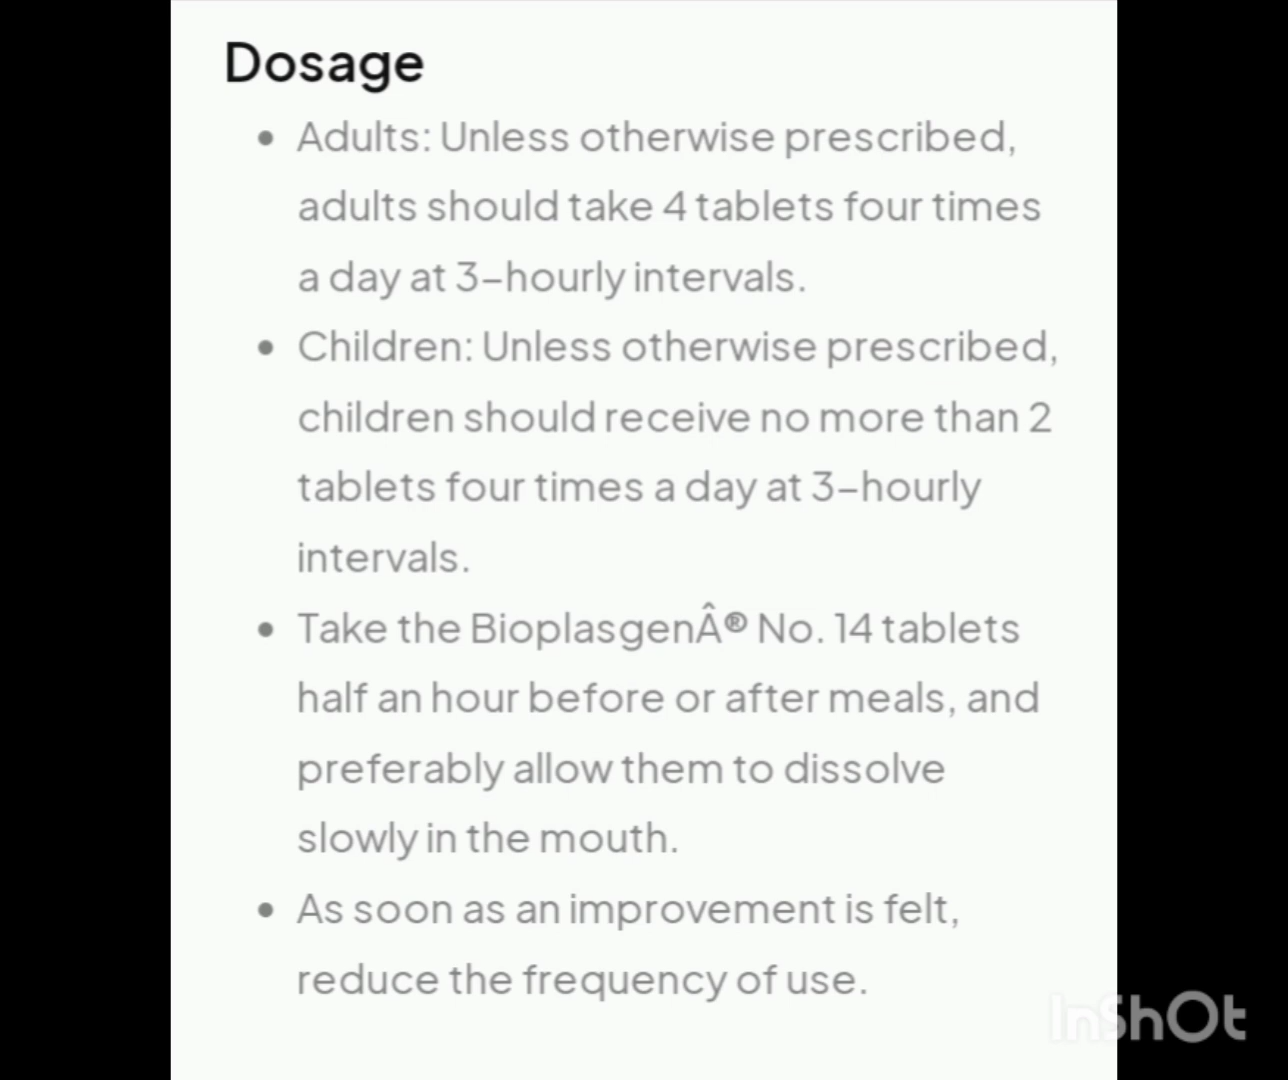 Dosage
• Adults: Unless otherwise prescribed,
adults should take 4 tablets four times
a day at 3–hourly intervals.
• Children: Unless otherwise prescribed,
children should receive no more than 2
tablets four times a day at 3–hourly
intervals.
• Take the BioplasgenÂ® No. 14 tablets
half an hour before or after meals, and
preferably allow them to dissolve
slowly in the mouth.
• As soon as an improvement is felt,
reduce the frequency of use.
InShOt